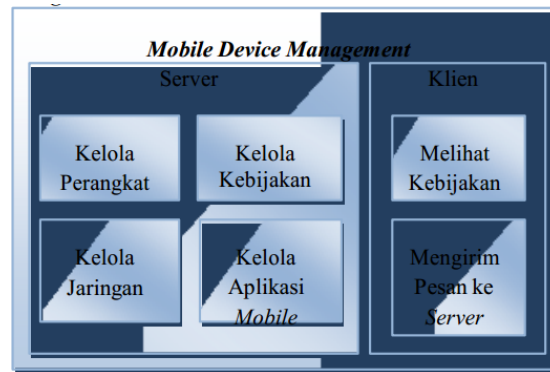 Mobile Device Management
Server
Klien
Kelola
Perangkat
Kelola
Kebijakan
Melihat
Kebijakan
Kelola
Jaringan
Kelola
Aplikasi
Mobile
Mengirim
Pesan ke
Server